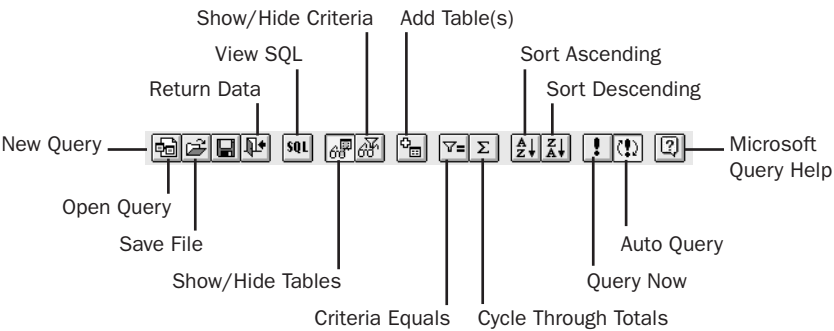 Show/Hide Criteria
Add Table(s)
View SQL
Sort Ascending
Return Data
Sort Descending
New Query
SQL
Σ
A
Z
Z
A
!
!
?
Microsoft
Query Help
Open Query
Save File
Auto Query
Show/Hide Tables
Query Now
Criteria Equals
Cycle Through Totals